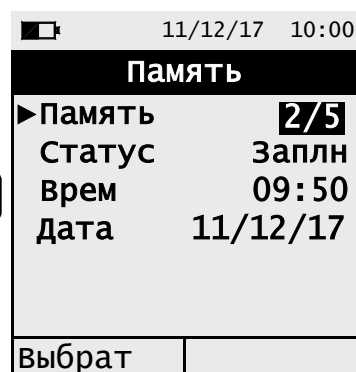 11/12/17 10:00
Память
▶Память 2/5
Статус Заплн
Врем 09:50
Дата 11/12/17
Выбрат